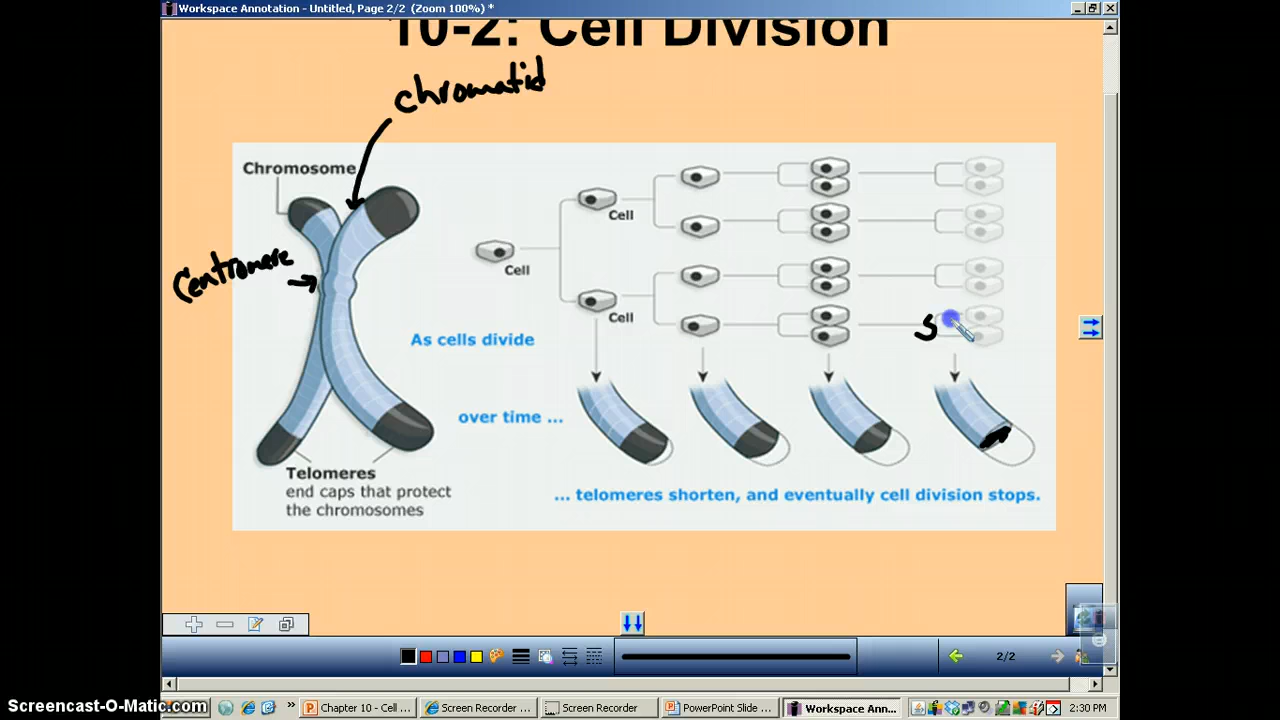 Workspace Annotation - Untitled, Page 2/2 (Zoom 100%) *
10-2: Cell Division
chromatid
Chromosome
Centromere
Cell
Cell
Cell
S
As cells divide
over time ...
Telomeres
end caps that protect
the chromosomes
... telomeres shorten, and eventually cell division stops.
2/2
Screencast-O-Matic.com
Chapter 10 - Cell ...
Screen Recorder ...
Screen Recorder
PowerPoint Slide ...
Workspace Ann...
2:30 PM